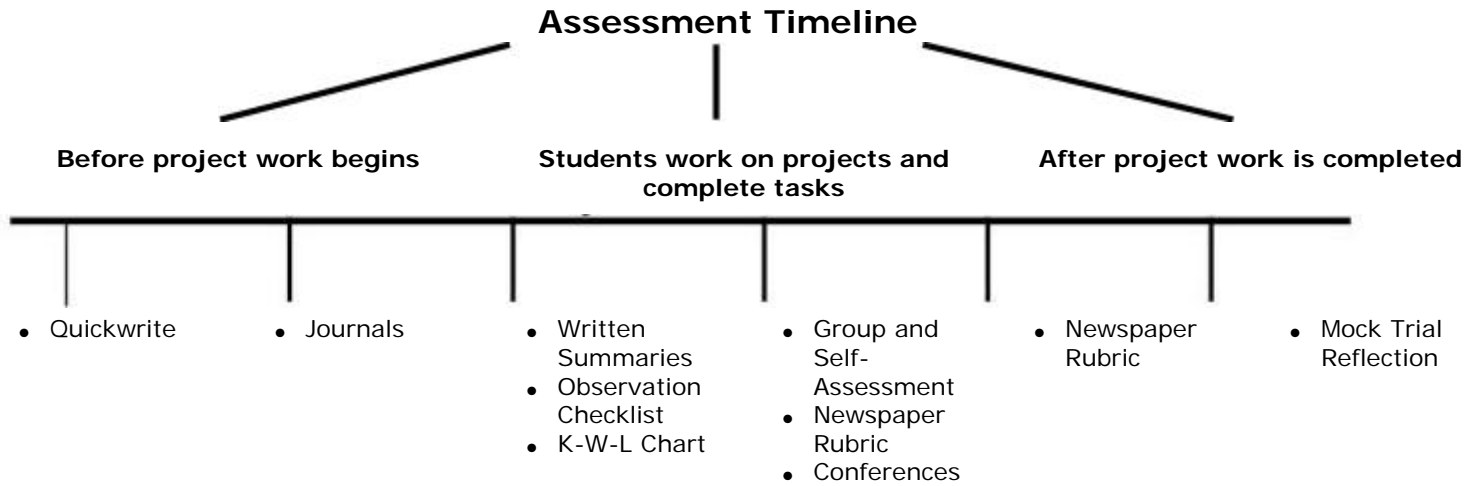 Assessment Timeline
Before project work begins
Students work on projects and
complete tasks
After project work is completed
• Quickwrite
• Journals
• Written
Summaries
• Observation
Checklist
• K-W-L Chart
• Group and
Self-
Assessment
• Newspaper
Rubric
• Conferences
• Newspaper
Rubric
• Mock Trial
Reflection